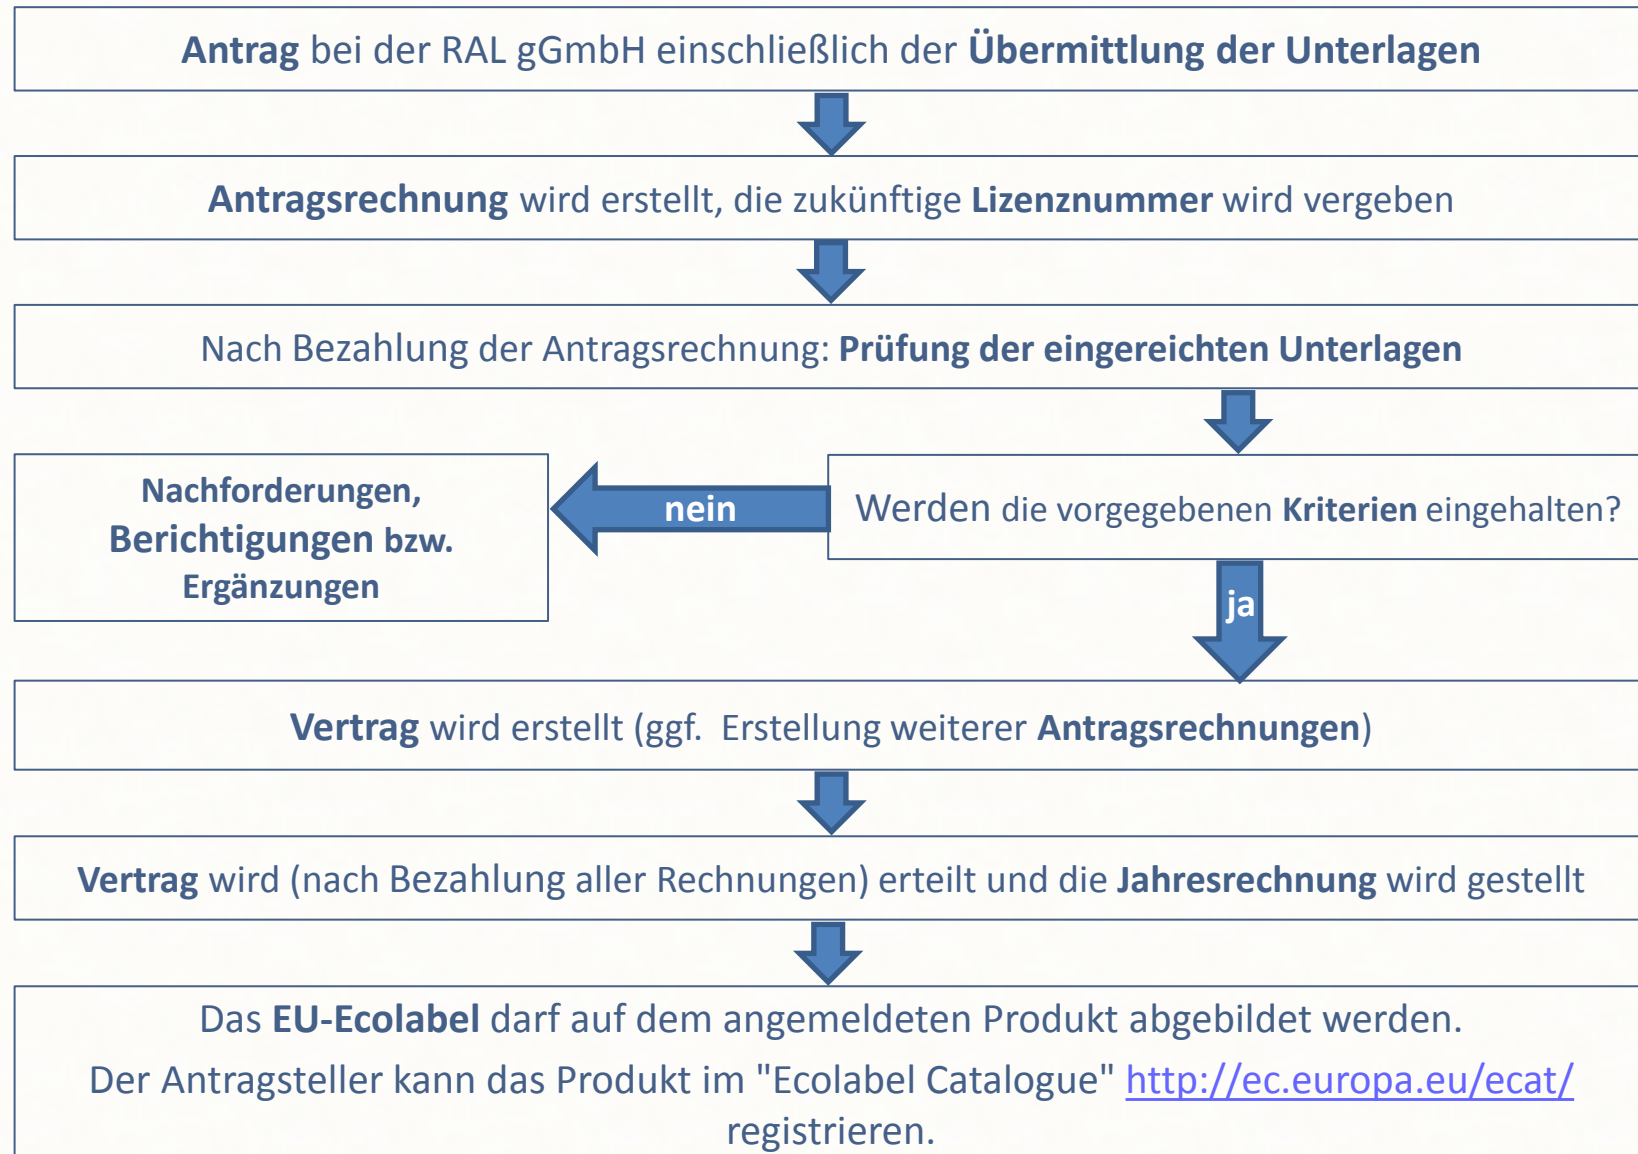 Antrag bei der RAL gGmbH einschließlich der Übermittlung der Unterlagen
Antragsrechnung wird erstellt, die zukünftige Lizenznummer wird vergeben
Nach Bezahlung der Antragsrechnung: Prüfung der eingereichten Unterlagen
Nachforderungen,
Berichtigungen bzw.
Ergänzungen
nein
Werden die vorgegebenen Kriterien eingehalten?
ja
Vertrag wird erstellt (ggf. Erstellung weiterer Antragsrechnungen)
Vertrag wird (nach Bezahlung aller Rechnungen) erteilt und die Jahresrechnung wird gestellt
Das EU-Ecolabel darf auf dem angemeldeten Produkt abgebildet werden.
Der Antragsteller kann das Produkt im "Ecolabel Catalogue" http://ec.europa.eu/ecat/
registrieren.